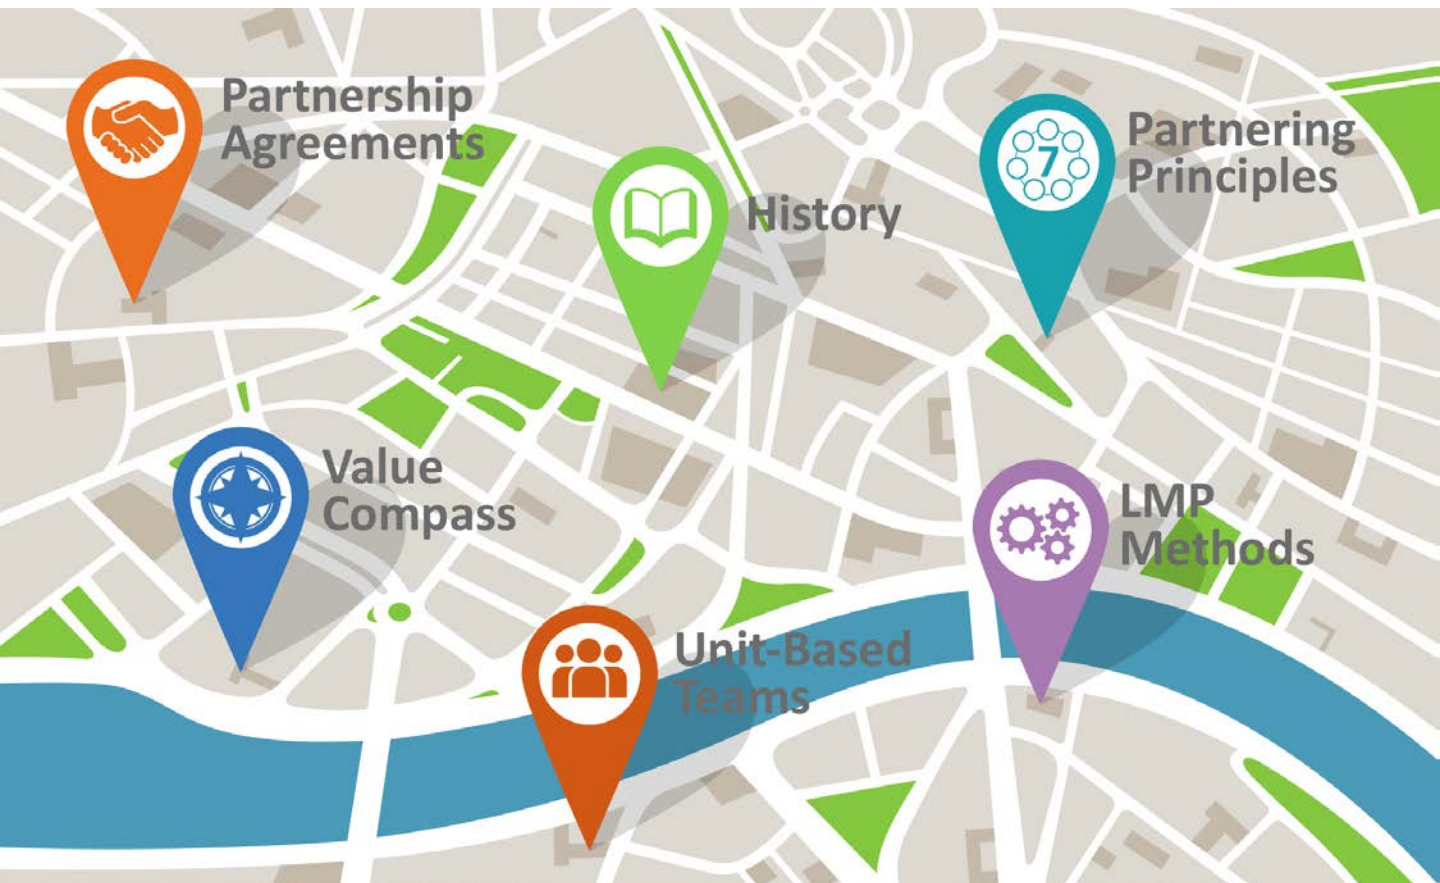 Partnership
Agreements
History
7
Partnering
Principles
Value
Compass
LMP
Methods
Unit-Based
Teams